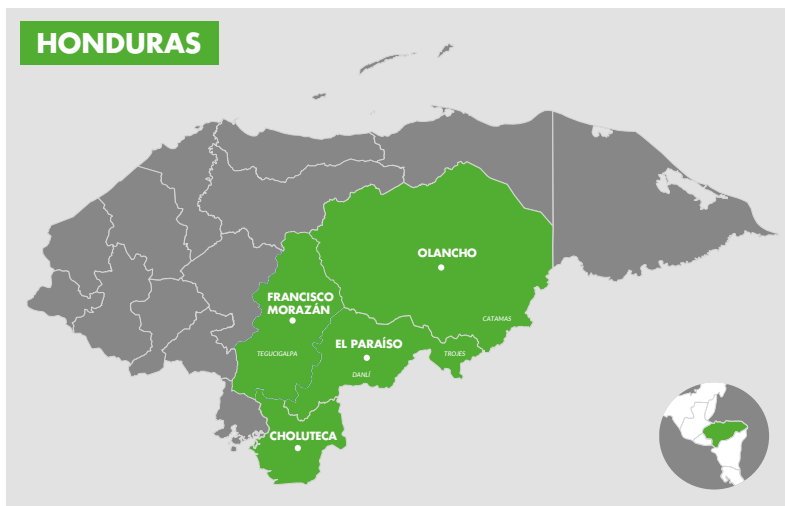 HONDURAS
OLANCHO
FRANCISCO
MORAZÁN
CATAMAS
EL PARAÍSO
TEGUCIGALPA
TROJES
DANLÍ
CHOLUTECA